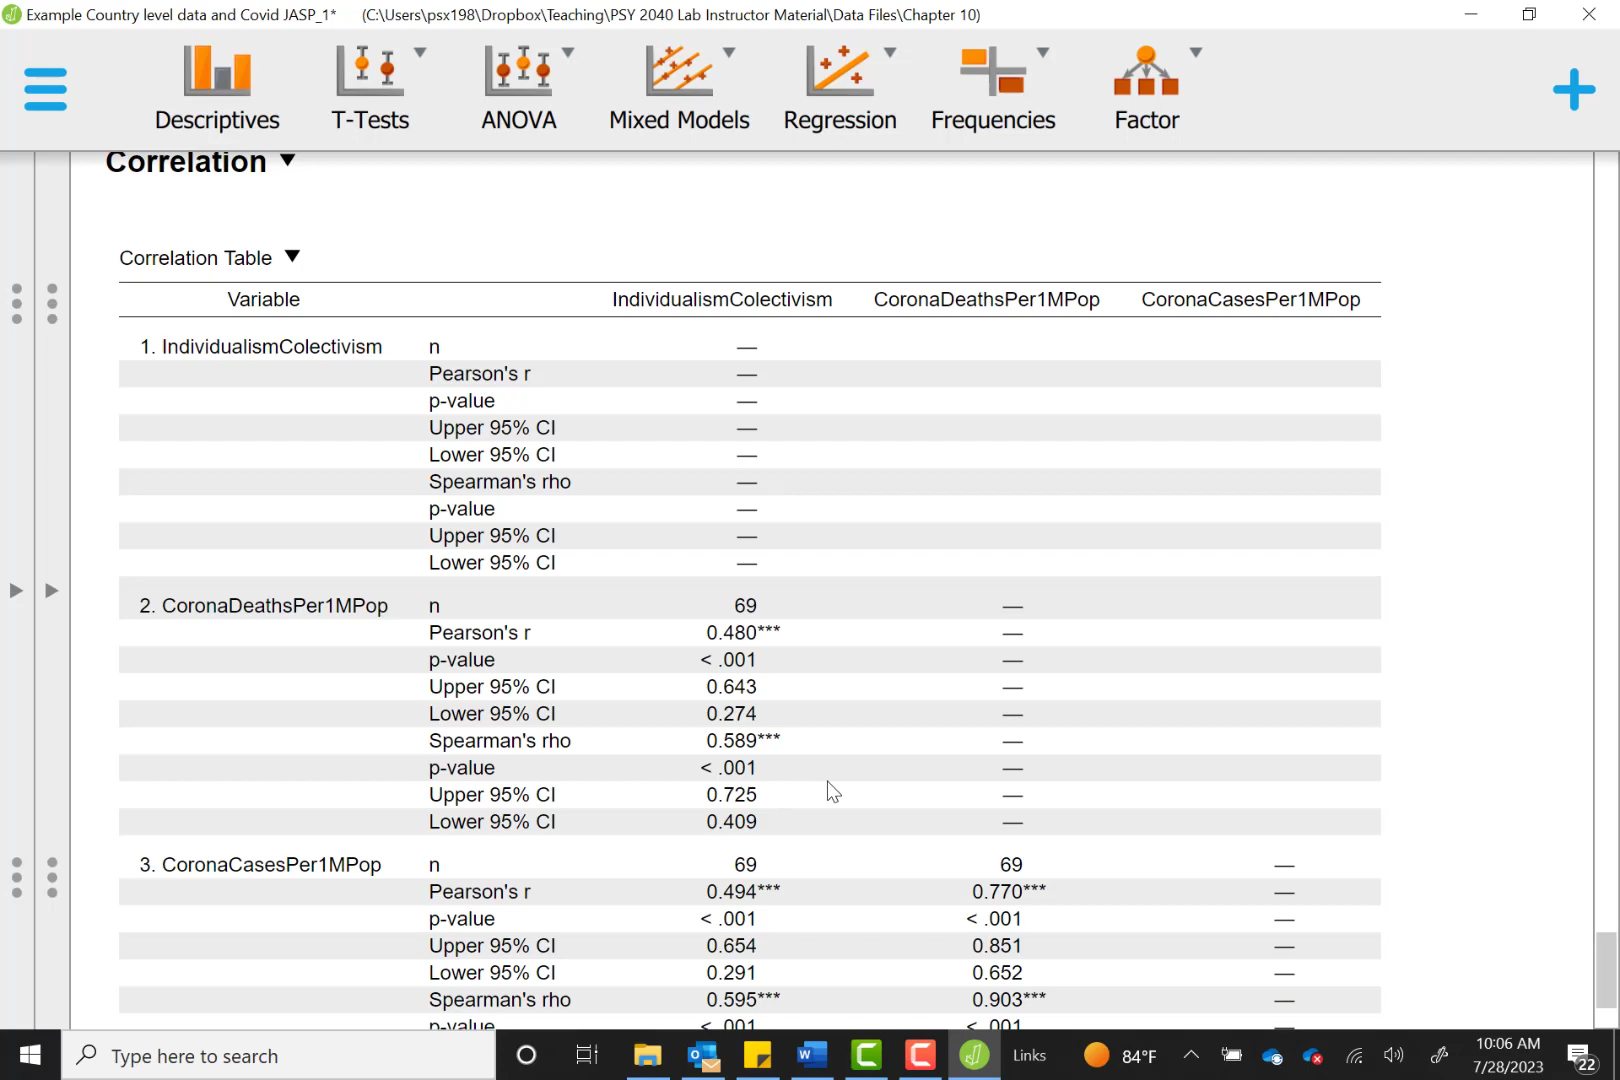 Example Country level data and Covid JASP_1* (C:\Users\psx198\Dropbox\Teaching\PSY 2040 Lab Instructor Material\Data Files\Chapter 10)
Descriptives T-Tests ANOVA Mixed Models Regression Frequencies Factor
Correlation
Correlation Table
Variable IndividualismColectivism CoronaDeathsPer1MPop CoronaCasesPer1MPop
1. IndividualismColectivism n —
Pearson's r —
p-value —
Upper 95% CI —
Lower 95% CI —
Spearman's rho —
p-value —
Upper 95% CI —
Lower 95% CI —
2. CoronaDeathsPer1MPop n 69 —
Pearson's r 0.480*** —
p-value < .001 —
Upper 95% CI 0.643 —
Lower 95% CI 0.274 —
Spearman's rho 0.589*** —
p-value < .001 —
Upper 95% CI 0.725 —
Lower 95% CI 0.409 —
3. CoronaCasesPer1MPop n 69 69 —
Pearson's r 0.494*** 0.770*** —
p-value < .001 < .001 —
Upper 95% CI 0.654 0.851 —
Lower 95% CI 0.291 0.652 —
Spearman's rho 0.595*** 0.903*** —
p-value < .001 < .001 —
Type here to search Links 84°F 10:06 AM
7/28/2023 22